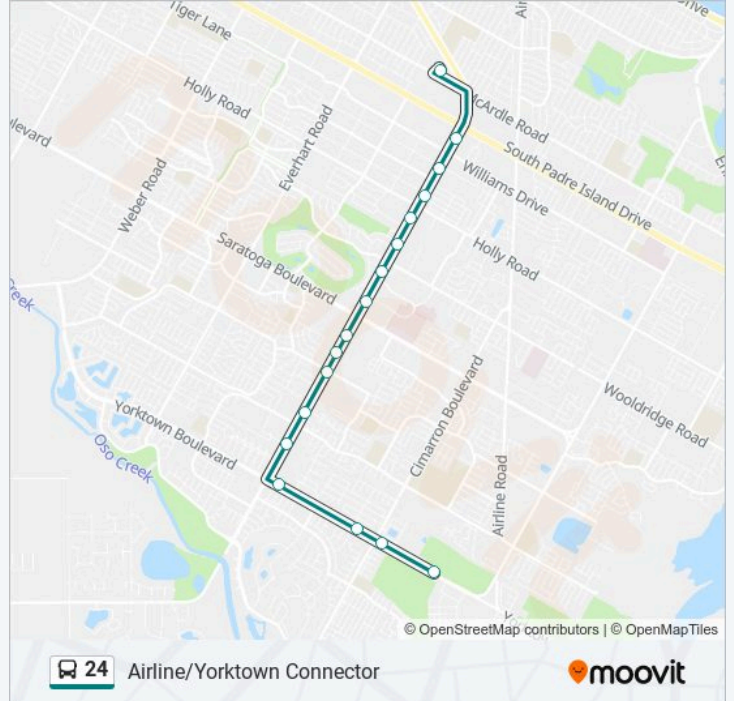 Tiger Lane
Holly Road
Everhart Road
McArdle Road
South Padre Island Drive
Williams Drive
Weber Road
Saratoga Boulevard
Holly Road
Creek
Yorktown Boulevard
Oso Creek
Cimarron Boulevard
Airline Road
Wooldridge Road
© OpenStreetMap contributors | © OpenMapTiles
24 Airline/Yorktown Connector
moovit